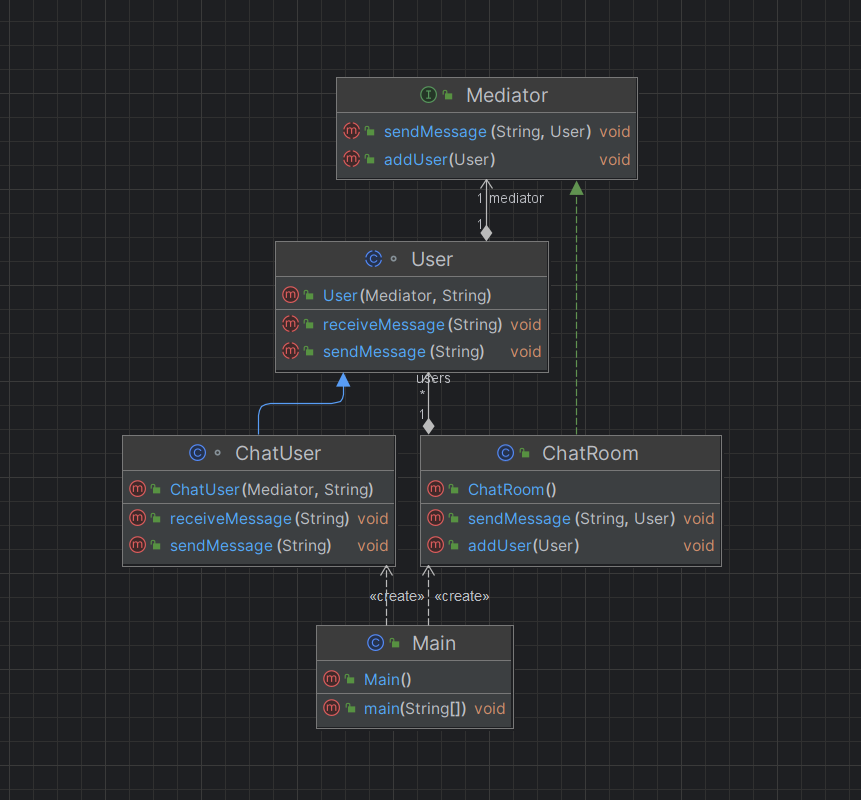 Mediator
sendMessage(String, User) void
addUser(User) void
1 mediator
1
User
User(Mediator, String)
receiveMessage(String) void
sendMessage(String) void
users
*
1
ChatUser
ChatUser(Mediator, String)
receiveMessage(String) void
sendMessage(String) void
ChatRoom
ChatRoom()
sendMessage(String, User) void
addUser(User) void
«create» «create»
Main
Main()
main(String[]) void